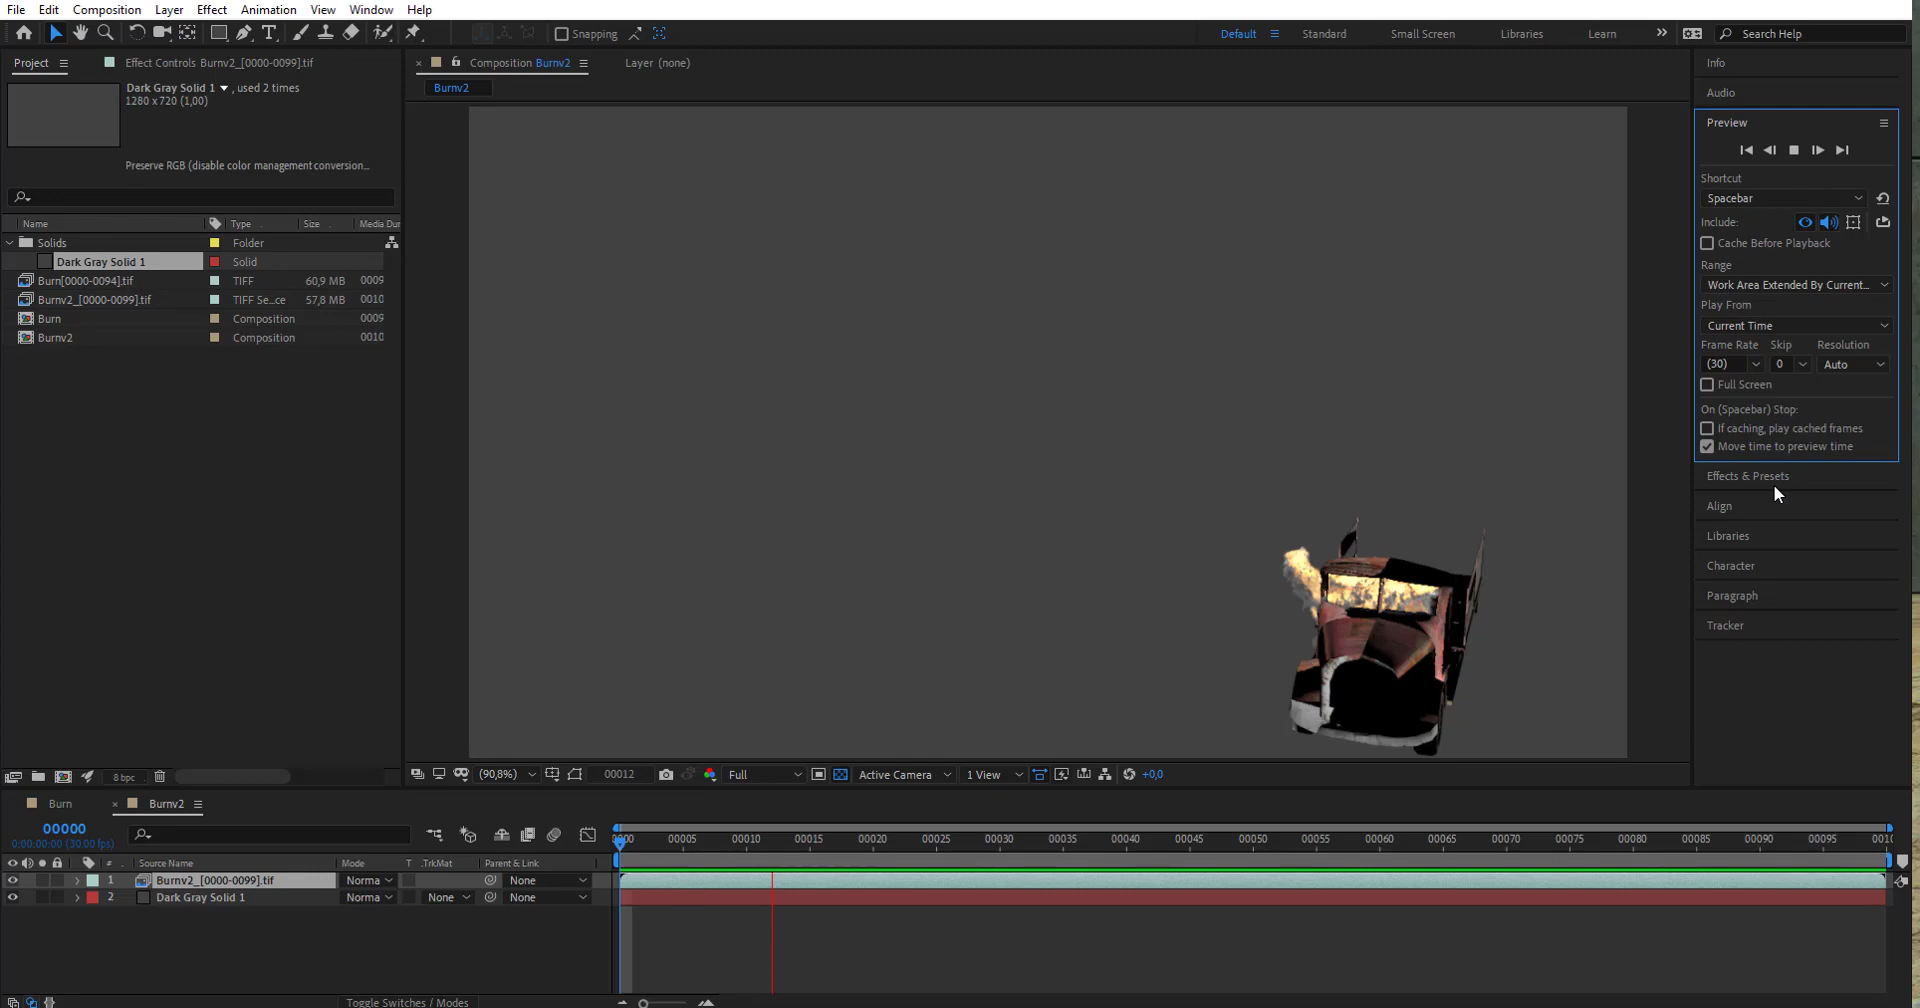 File Edit Composition Layer Effect Animation View Window Help
Snapping
Default Standard Small Screen Libraries Learn Search Help
Project Effect Controls Burnv2_[0000-0099].tif
Composition Burnv2 Layer (none)
Burnv2
Dark Gray Solid 1 , used 2 times
1280 x 720 (1,00)
Preserve RGB (disable color management conversion...
Name Type Size Media Dur
Solids Folder
Dark Gray Solid 1 Solid
Burn[0000-0094].tif TIFF 60,9 MB 0009
Burnv2_[0000-0099].tif TIFF Se...ce 57,8 MB 0010
Burn Composition 0009
Burnv2 Composition 0010
Info
Audio
Preview
Shortcut
Spacebar
Include:
Cache Before Playback
Range
Work Area Extended By Current...
Play From
Current Time
Frame Rate Skip Resolution
(30) 0 Auto
Full Screen
On (Spacebar) Stop:
If caching, play cached frames
Move time to preview time
Effects & Presets
Align
Libraries
Character
Paragraph
Tracker
8 bpc
(90,8%) 00012 Full Active Camera 1 View +0,0
Burn Burnv2
00000
0:00:00:00 (30.00 fps)
0000 00005 00010 00015 00020 00025 00030 00035 00040 00045 00050 00055 00060 00065 00070 00075 00080 00085 00090 00095 0010
# Source Name Mode T .TrkMat Parent & Link
1 Burnv2_[0000-0099].tif Norma None
2 Dark Gray Solid 1 Norma None None
Toggle Switches / Modes